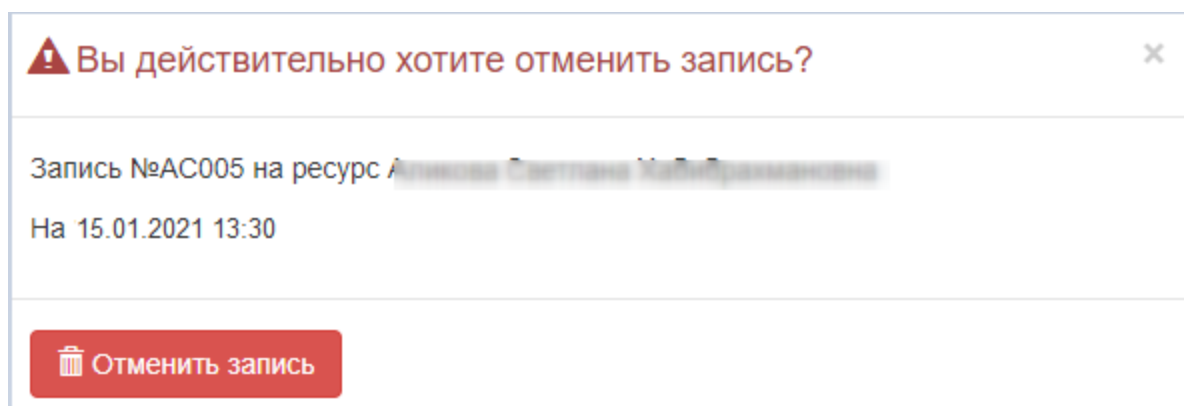 Вы действительно хотите отменить запись?
×
Запись №АС005 на ресурс
На 15.01.2021 13:30
Отменить запись